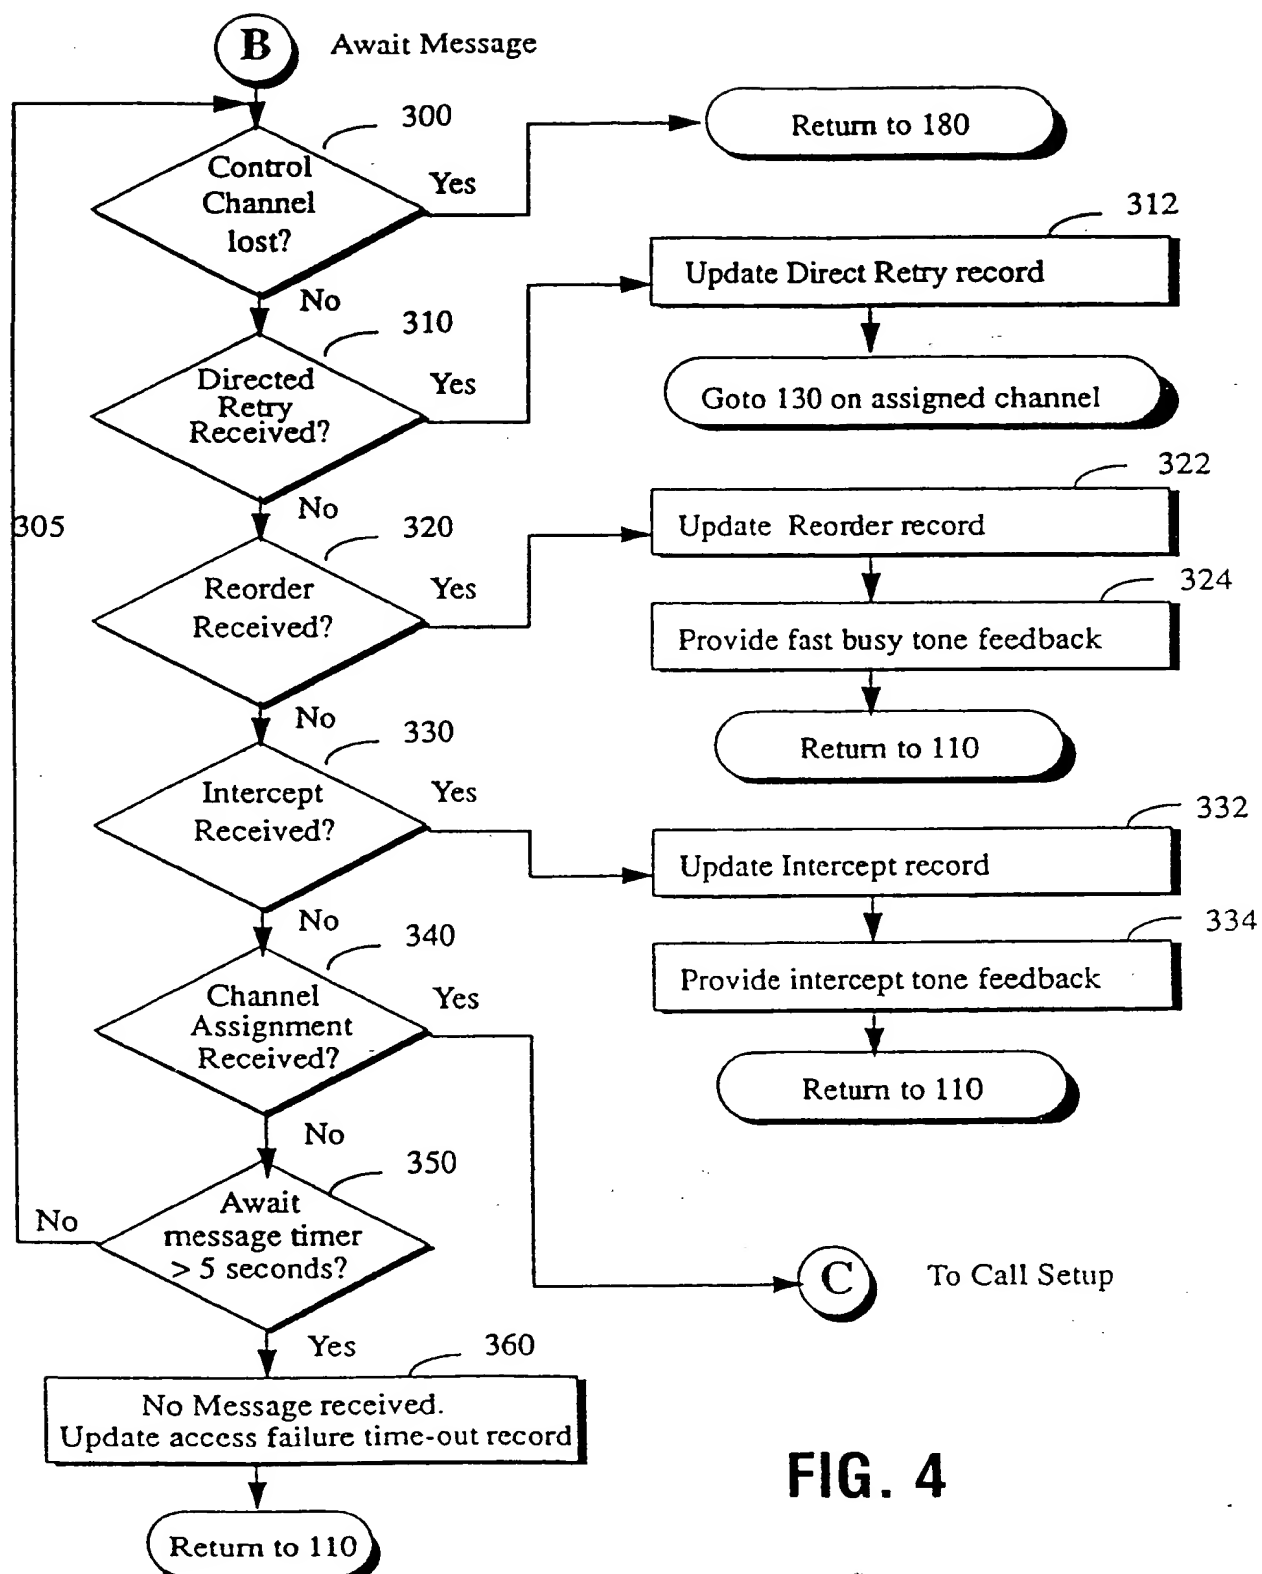 B
Await Message
300
Control
Channel
lost?
Yes
Return to 180
No
312
Update Direct Retry record
310
Directed
Retry
Received?
Yes
Goto 130 on assigned channel
No
305
322
Update Reorder record
320
Reorder
Received?
Yes
324
Provide fast busy tone feedback
No
Return to 110
330
Intercept
Received?
Yes
332
Update Intercept record
No
334
Provide intercept tone feedback
340
Channel
Assignment
Received?
Yes
Return to 110
No
350
Await
message timer
> 5 seconds?
No
C
To Call Setup
Yes
360
No Message received.
Update access failure time-out record
Return to 110
FIG. 4